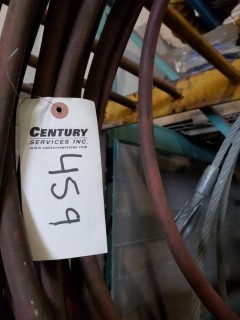 CENTURY
SERVICES INC.
www.centuryservices.com
459